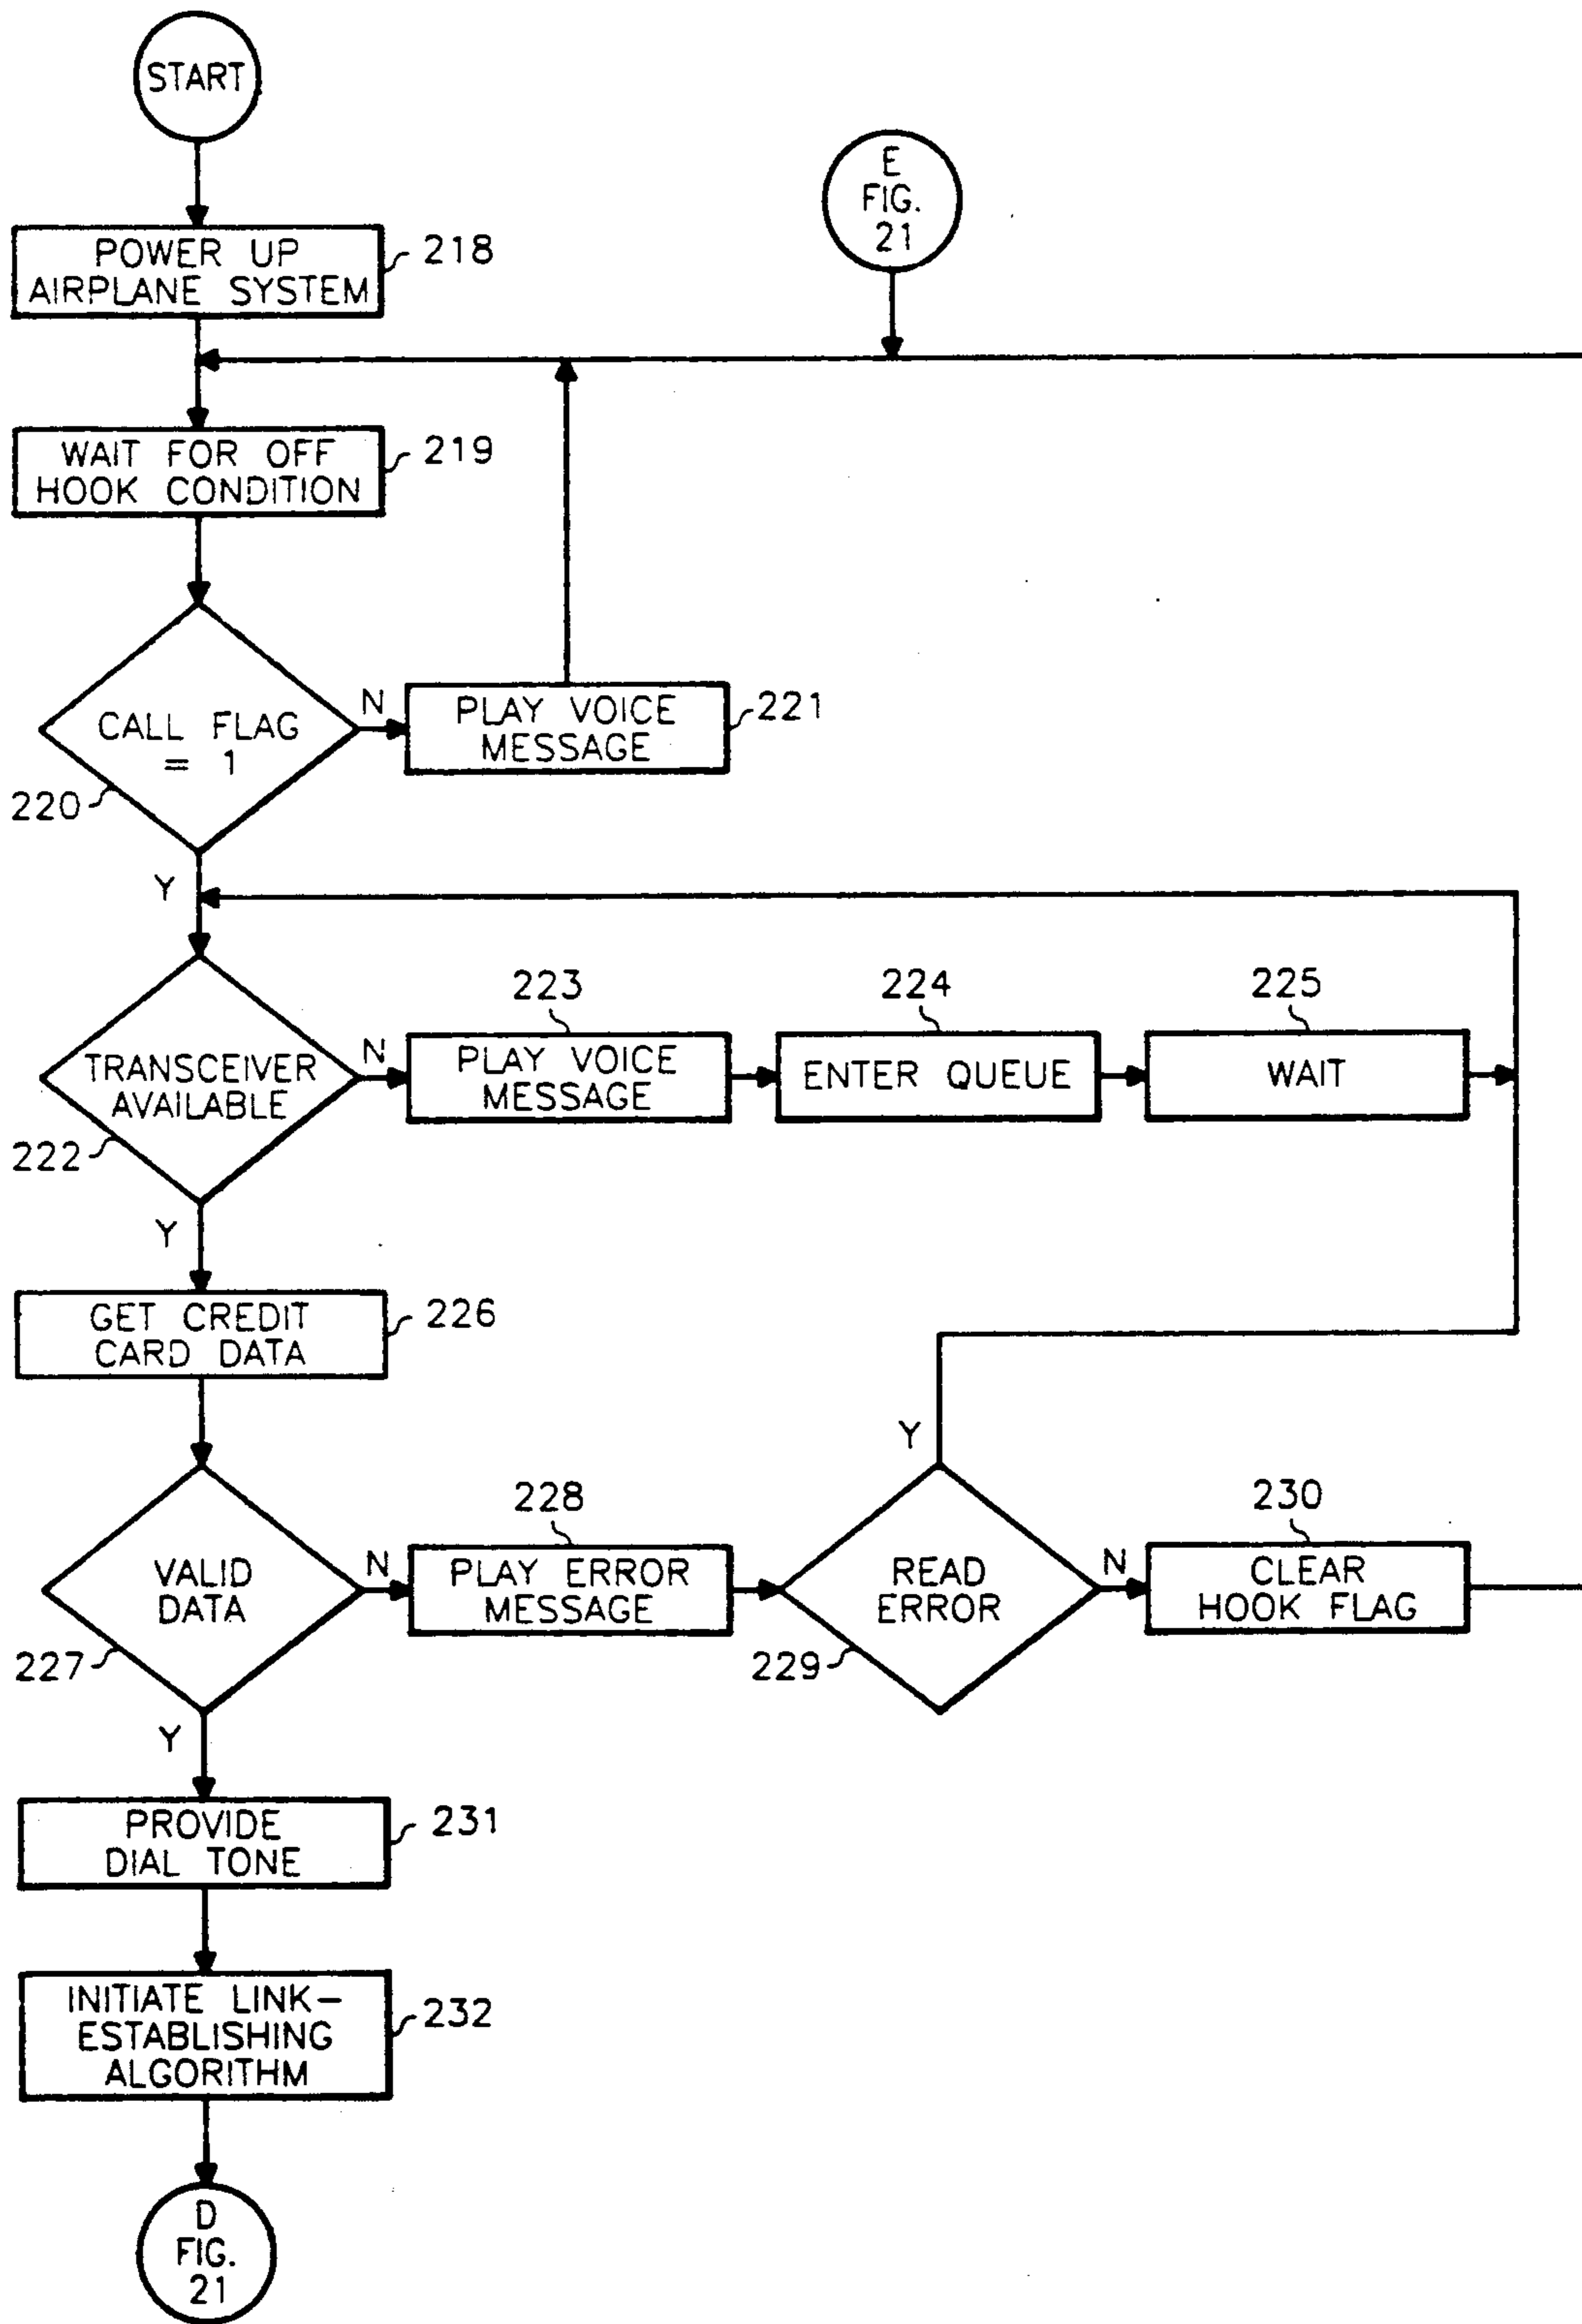 START
E
FIG.
21
POWER UP
AIRPLANE SYSTEM
218
WAIT FOR OFF
HOOK CONDITION
219
CALL FLAG
= 1
220
N
PLAY VOICE
MESSAGE
221
Y
TRANSCEIVER
AVAILABLE
222
N
223
PLAY VOICE
MESSAGE
224
ENTER QUEUE
225
WAIT
Y
GET CREDIT
CARD DATA
226
VALID
DATA
227
N
228
PLAY ERROR
MESSAGE
Y
READ
ERROR
229
N
230
CLEAR
HOOK FLAG
Y
PROVIDE
DIAL TONE
231
INITIATE LINK-
ESTABLISHING
ALGORITHM
232
D
FIG.
21